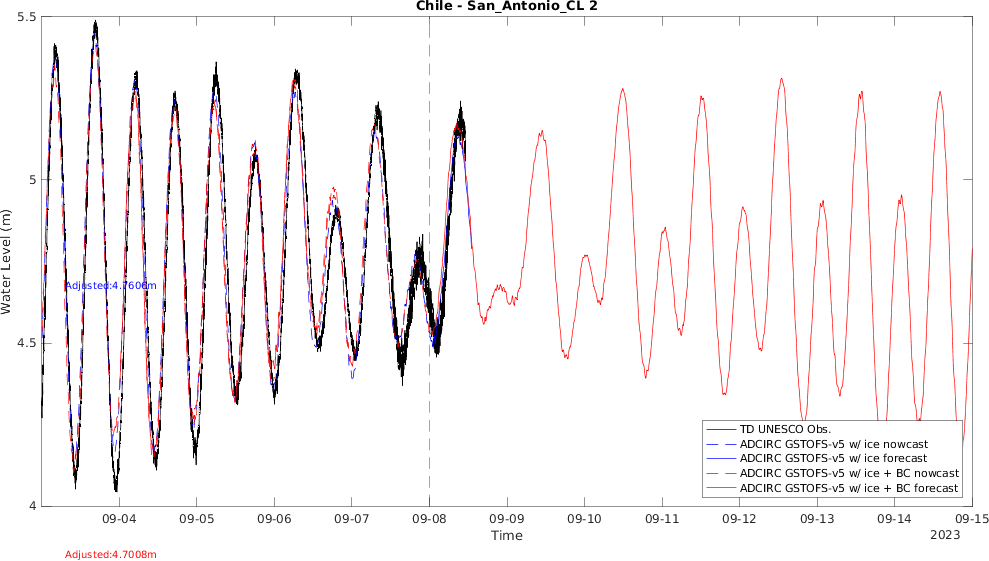 Chile - San_Antonio_CL 2
5.5
5
4.5
4
Water Level (m)
Adjusted:4.7606m
TD UNESCO Obs.
ADCIRC GSTOFS-v5 w/ ice nowcast
ADCIRC GSTOFS-v5 w/ ice forecast
ADCIRC GSTOFS-v5 w/ ice + BC nowcast
ADCIRC GSTOFS-v5 w/ ice + BC forecast
09-04 09-05 09-06 09-07 09-08 09-09 09-10 09-11 09-12 09-13 09-14 09-15
Time
2023
Adjusted:4.7008m